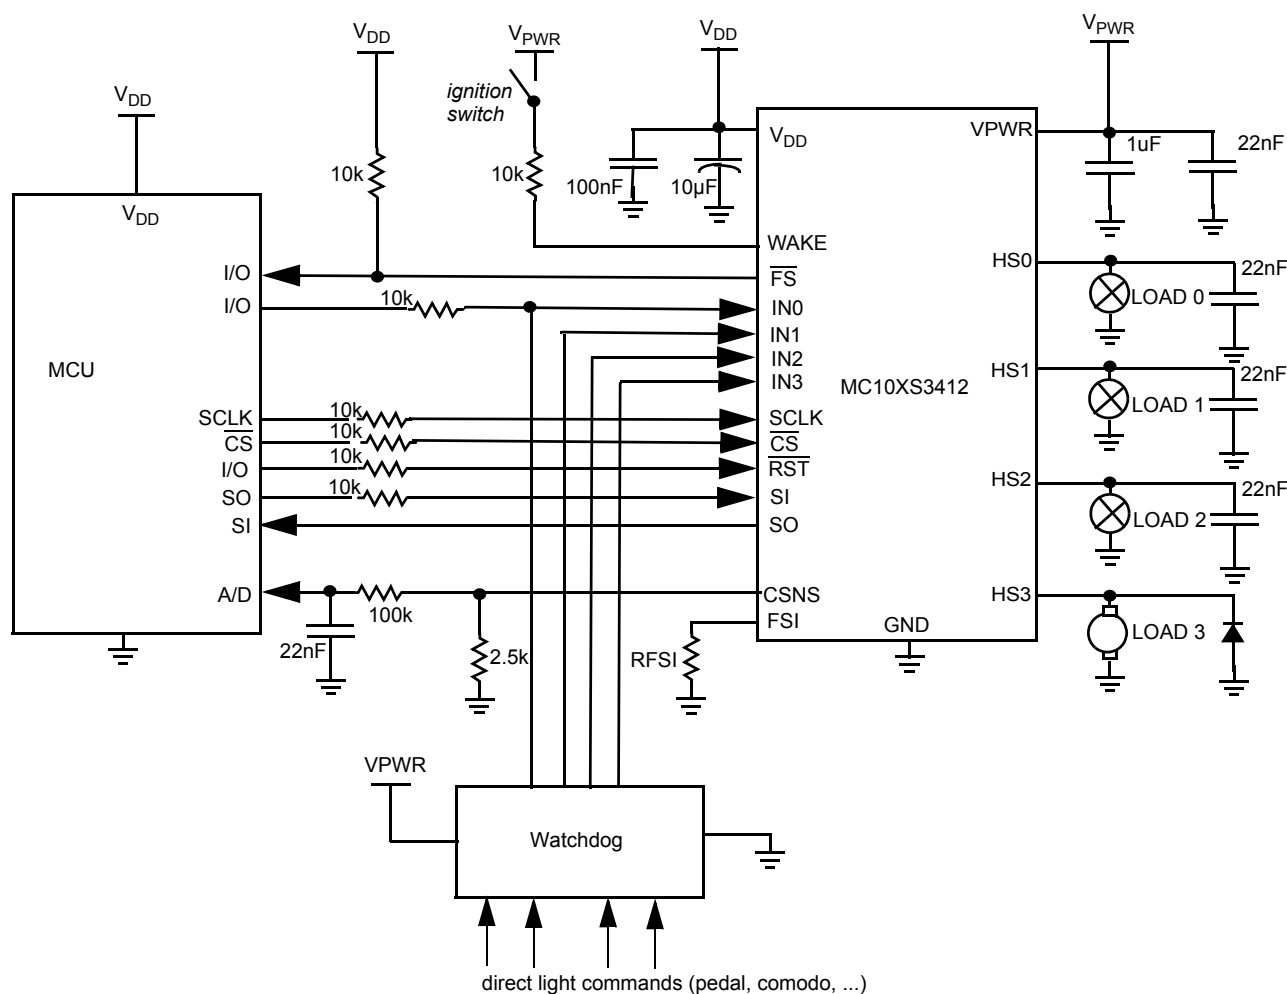 VDD
VPWR
VDD
VPWR
VDD
ignition
switch
VDD
VPWR
1uF
22nF
10k
10k
100nF
10µF
VDD
WAKE
I/O
FS
HS0
22nF
I/O
10k
IN0
LOAD 0
IN1
IN2
IN3
MCU
MC10XS3412
HS1
22nF
LOAD 1
SCLK
10k
SCLK
CS
10k
CS
I/O
10k
RST
SO
10k
SI
SI
SO
HS2
22nF
LOAD 2
A/D
100k
CSNS
HS3
FSI
GND
LOAD 3
22nF
2.5k
RFSI
VPWR
Watchdog
direct light commands (pedal, comodo, ...)